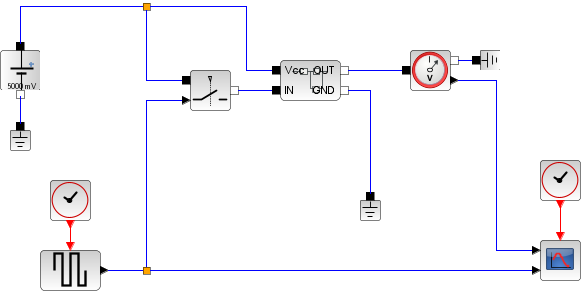 Vcc OUT
IN GND
I
V
5000 mV